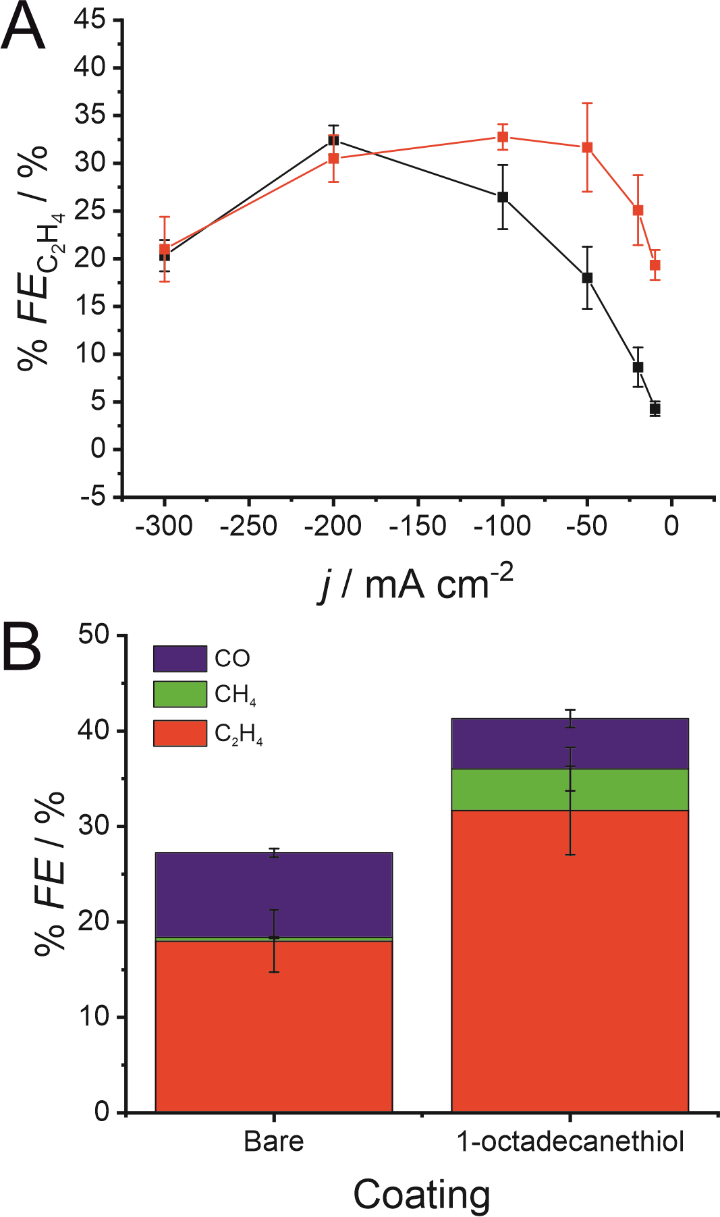 A
45
40
35
30
25
20
15
10
5
0
-5
% FE_C₂H₄ / %
-300 -250 -200 -150 -100 -50 0
j / mA cm⁻²
B
50
40
30
20
10
0
% FE / %
CO
CH₄
C₂H₄
Bare 1-octadecanethiol
Coating